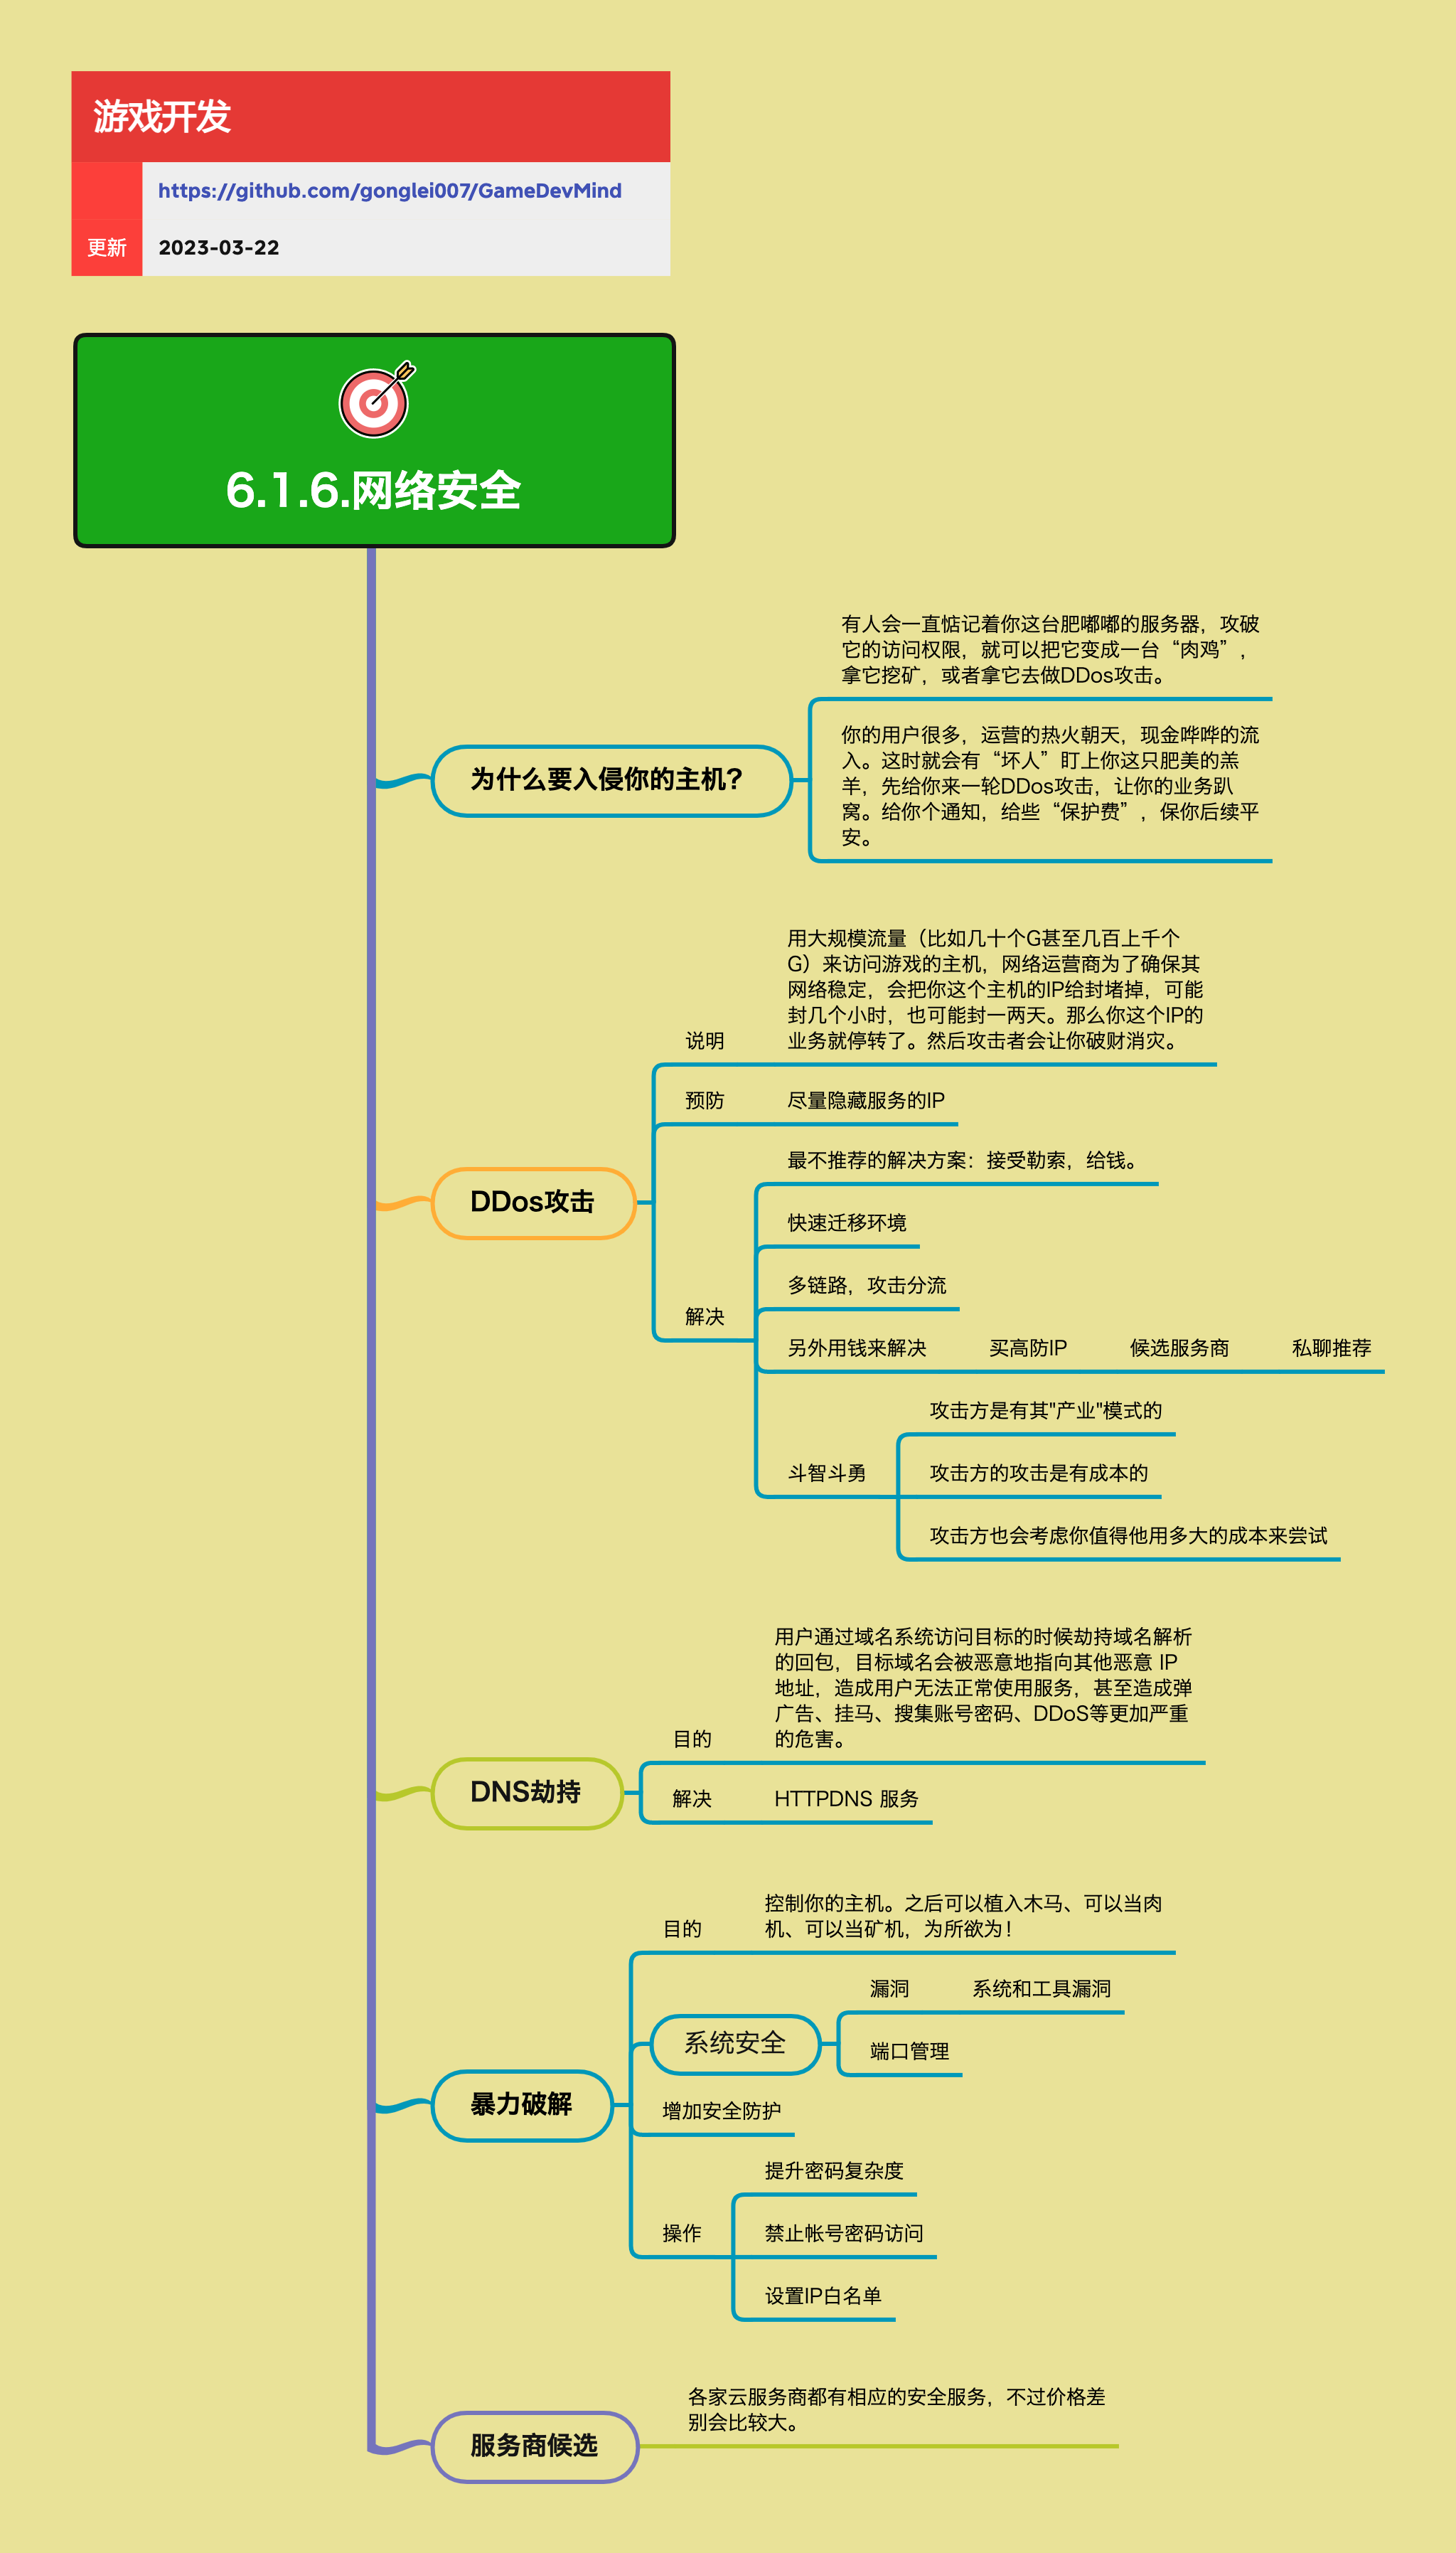 游戏开发
https://github.com/gonglei007/GameDevMind
更新 2023-03-22
6.1.6.网络安全
有人会一直惦记着你这台肥嘟嘟的服务器，攻破
它的访问权限，就可以把它变成一台“肉鸡”，
拿它挖矿，或者拿它去做DDos攻击。
为什么要入侵你的主机？
你的用户很多，运营的热火朝天，现金哗哗的流
入。这时就会有“坏人”盯上你这只肥美的羔
羊，先给你来一轮DDos攻击，让你的业务趴
窝。给你个通知，给些“保护费”，保你后续平
安。
DDos攻击
说明
用大规模流量（比如几十个G甚至几百上千个
G）来访问游戏的主机，网络运营商为了确保其
网络稳定，会把你这个主机的IP给封堵掉，可能
封几个小时，也可能封一两天。那么你这个IP的
业务就停转了。然后攻击者会让你破财消灾。
预防 尽量隐藏服务的IP
解决
最不推荐的解决方案：接受勒索，给钱。
快速迁移环境
多链路，攻击分流
另外用钱来解决 买高防IP 候选服务商 私聊推荐
斗智斗勇
攻击方是有其"产业"模式的
攻击方的攻击是有成本的
攻击方也会考虑你值得他用多大的成本来尝试
DNS劫持
目的
用户通过域名系统访问目标的时候劫持域名解析
的回包，目标域名会被恶意地指向其他恶意 IP
地址，造成用户无法正常使用服务，甚至造成弹
广告、挂马、搜集账号密码、DDoS等更加严重
的危害。
解决 HTTPDNS 服务
暴力破解
目的
控制你的主机。之后可以植入木马、可以当肉
机、可以当矿机，为所欲为！
系统安全
漏洞 系统和工具漏洞
端口管理
增加安全防护
操作
提升密码复杂度
禁止帐号密码访问
设置IP白名单
服务商候选
各家云服务商都有相应的安全服务，不过价格差
别会比较大。